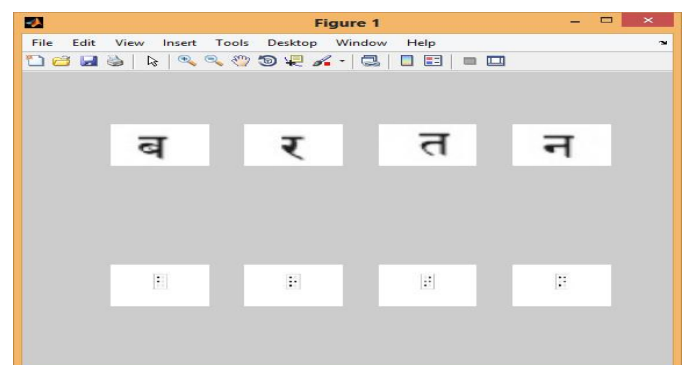 Figure 1
File Edit View Insert Tools Desktop Window Help
ब र त न
⠃ ⠗ ⠞ ⠝